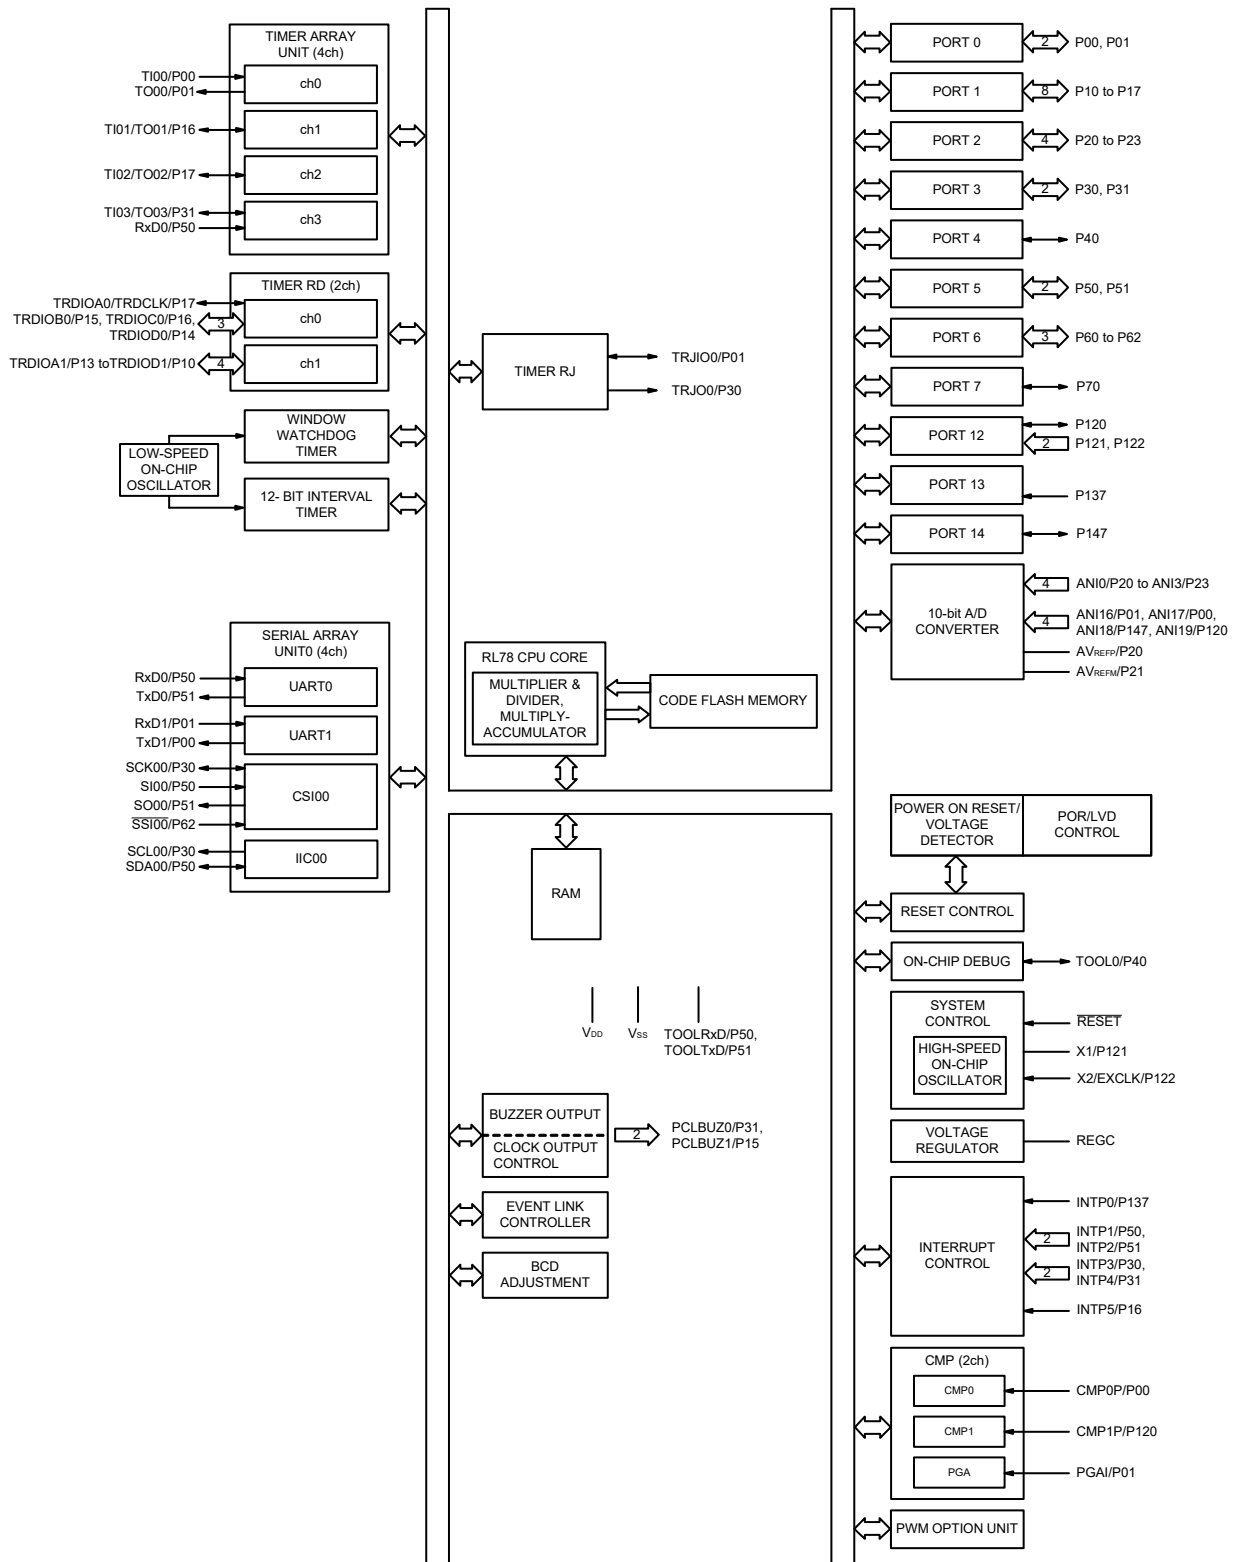 TIMER ARRAY
UNIT (4ch)
TI00/P00
TO00/P01
ch0
TI01/TO01/P16
ch1
TI02/TO02/P17
ch2
TI03/TO03/P31
RxD0/P50
ch3
TIMER RD (2ch)
TRDIOA0/TRDCLK/P17
TRDIOB0/P15, TRDIOC0/P16,
TRDIOD0/P14
3
ch0
TRDIOA1/P13 toTRDIOD1/P10
4
ch1
WINDOW
WATCHDOG
TIMER
LOW-SPEED
ON-CHIP
OSCILLATOR
12- BIT INTERVAL
TIMER
SERIAL ARRAY
UNIT0 (4ch)
RxD0/P50
TxD0/P51
UART0
RxD1/P01
TxD1/P00
UART1
SCK00/P30
SI00/P50
SO00/P51
SSI00/P62
CSI00
SCL00/P30
SDA00/P50
IIC00
TIMER RJ
TRJIO0/P01
TRJO0/P30
RL78 CPU CORE
MULTIPLIER &
DIVIDER,
MULTIPLY-
ACCUMULATOR
CODE FLASH MEMORY
RAM
VDD
VSS
TOOLRxD/P50,
TOOLTxD/P51
BUZZER OUTPUT
CLOCK OUTPUT
CONTROL
2
PCLBUZ0/P31,
PCLBUZ1/P15
EVENT LINK
CONTROLLER
BCD
ADJUSTMENT
PORT 0
2
P00, P01
PORT 1
8
P10 to P17
PORT 2
4
P20 to P23
PORT 3
2
P30, P31
PORT 4
P40
PORT 5
2
P50, P51
PORT 6
3
P60 to P62
PORT 7
P70
PORT 12
P120
2
P121, P122
PORT 13
P137
PORT 14
P147
10-bit A/D
CONVERTER
4
ANI0/P20 to ANI3/P23
4
ANI16/P01, ANI17/P00,
ANI18/P147, ANI19/P120
AVREFP/P20
AVREFM/P21
POWER ON RESET/
VOLTAGE
DETECTOR
POR/LVD
CONTROL
RESET CONTROL
ON-CHIP DEBUG
TOOL0/P40
SYSTEM
CONTROL
HIGH-SPEED
ON-CHIP
OSCILLATOR
RESET
X1/P121
X2/EXCLK/P122
VOLTAGE
REGULATOR
REGC
INTERRUPT
CONTROL
INTP0/P137
2
INTP1/P50,
INTP2/P51
2
INTP3/P30,
INTP4/P31
INTP5/P16
CMP (2ch)
CMP0
CMP0P/P00
CMP1
CMP1P/P120
PGA
PGAI/P01
PWM OPTION UNIT